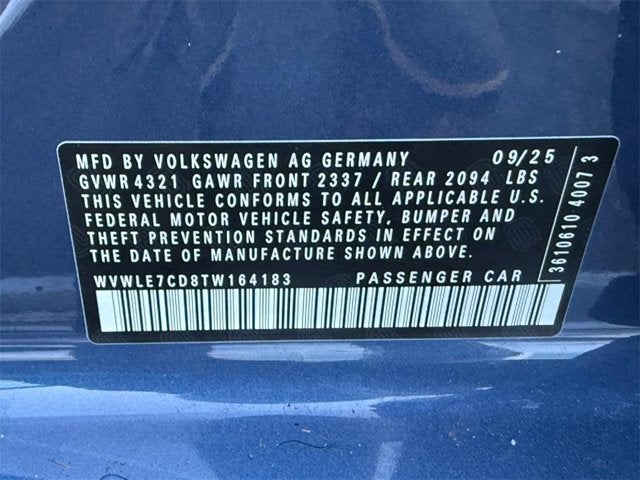 MFD BY VOLKSWAGEN AG GERMANY 09/25
GVWR 4321 GAWR FRONT 2337 / REAR 2094 LBS
THIS VEHICLE CONFORMS TO ALL APPLICABLE U.S.
FEDERAL MOTOR VEHICLE SAFETY, BUMPER AND
THEFT PREVENTION STANDARDS IN EFFECT ON
THE DATE OF MANUFACTURE SHOWN ABOVE.
WVWLE7CD8TW164183 PASSENGER CAR
3610610 4007 3